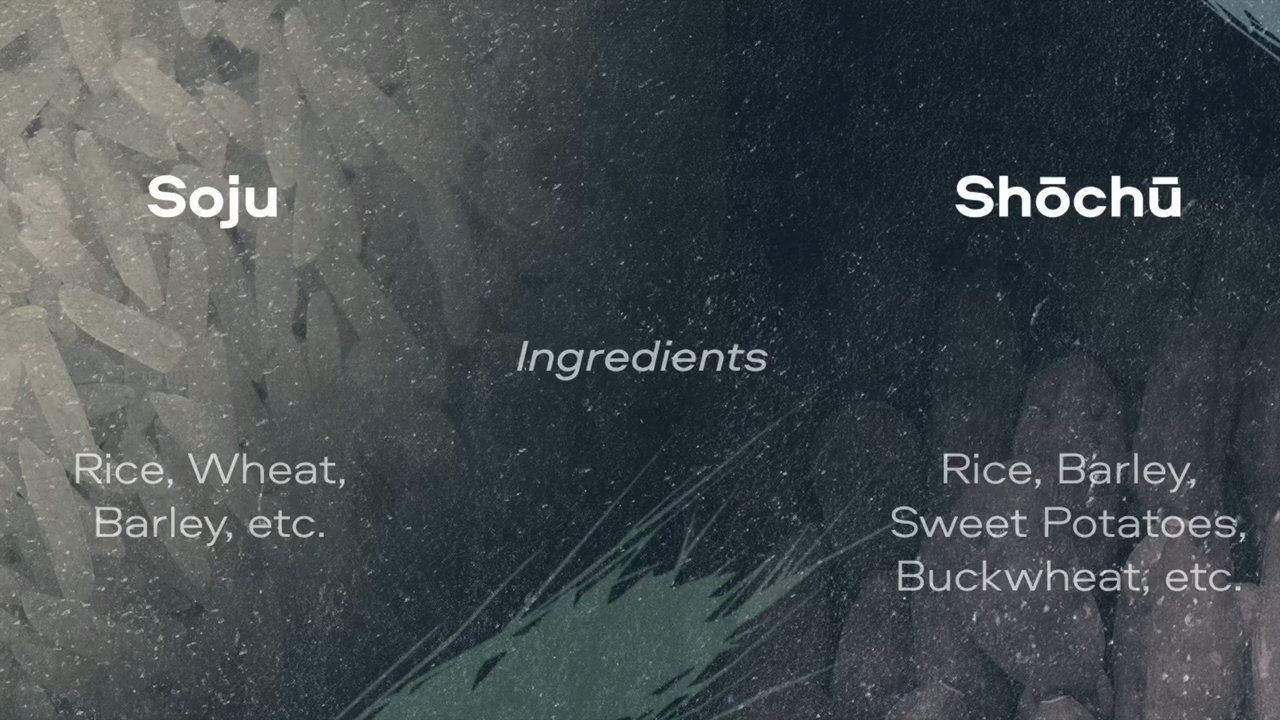 Soju
Shōchū
Ingredients
Rice, Wheat,
Barley, etc.
Rice, Barley,
Sweet Potatoes,
Buckwheat, etc.